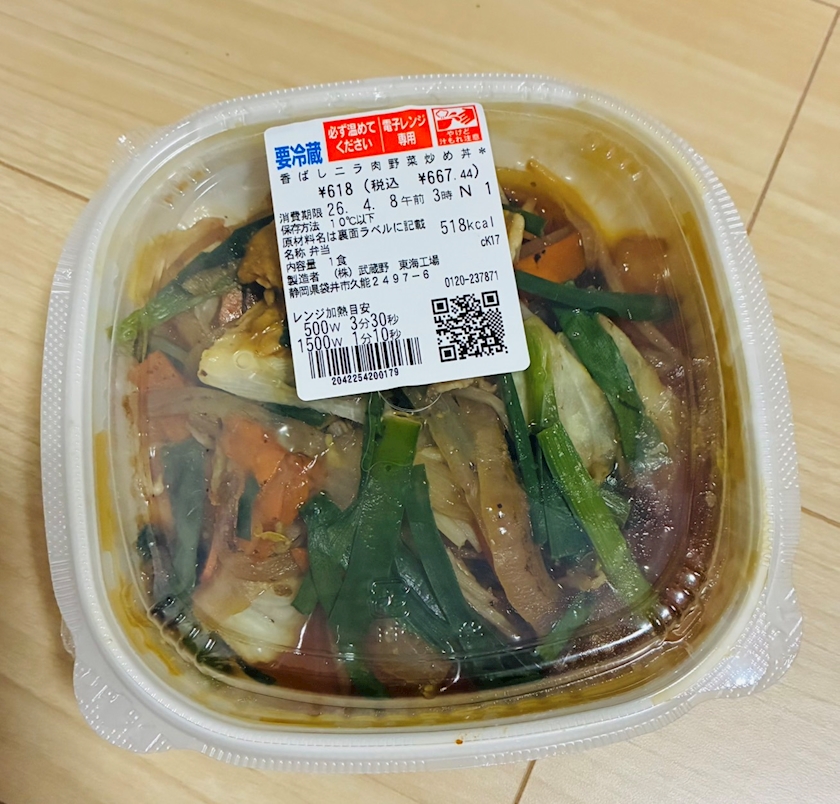 要冷蔵 必ず温めてください 電子レンジ専用 やけど 汁もれ注意
香ばしニラ肉野菜炒め丼*
¥618(税込 ¥667.44)
消費期限 26. 4. 8午前 3時 N 1
保存方法 10℃以下
原材料名は裏面ラベルに記載 518kcal
名称 弁当 cK17
内容量 1食
製造者 (株)武蔵野 東海工場
静岡県袋井市久能2497-6 0120-237871
レンジ加熱目安
500W 3分30秒
1500W 1分10秒
2042254200179